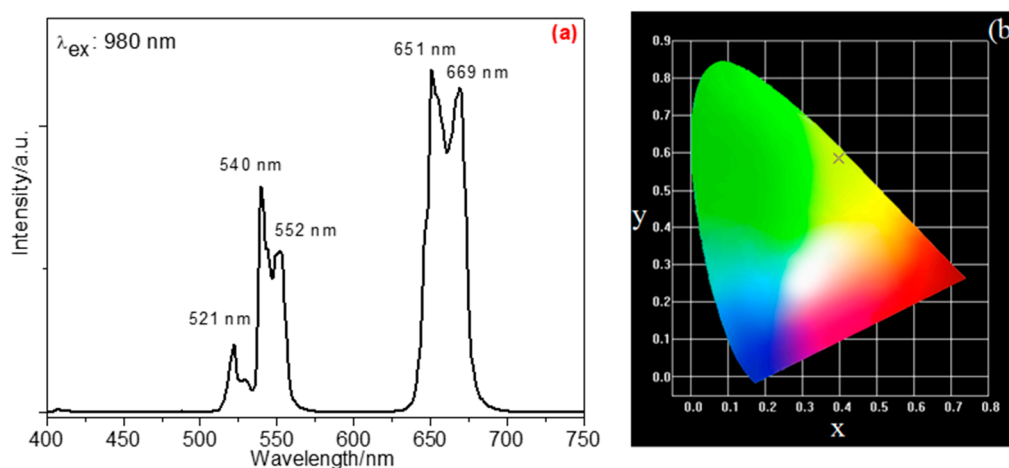 λex: 980 nm
(a)
651 nm
669 nm
540 nm
552 nm
521 nm
Intensity/a.u.
400 450 500 550 600 650 700 750
Wavelength/nm
(b)
0.9
0.8
0.7
0.6
0.5
0.4
0.3
0.2
0.1
0.0
y
0.0 0.1 0.2 0.3 0.4 0.5 0.6 0.7 0.8
x